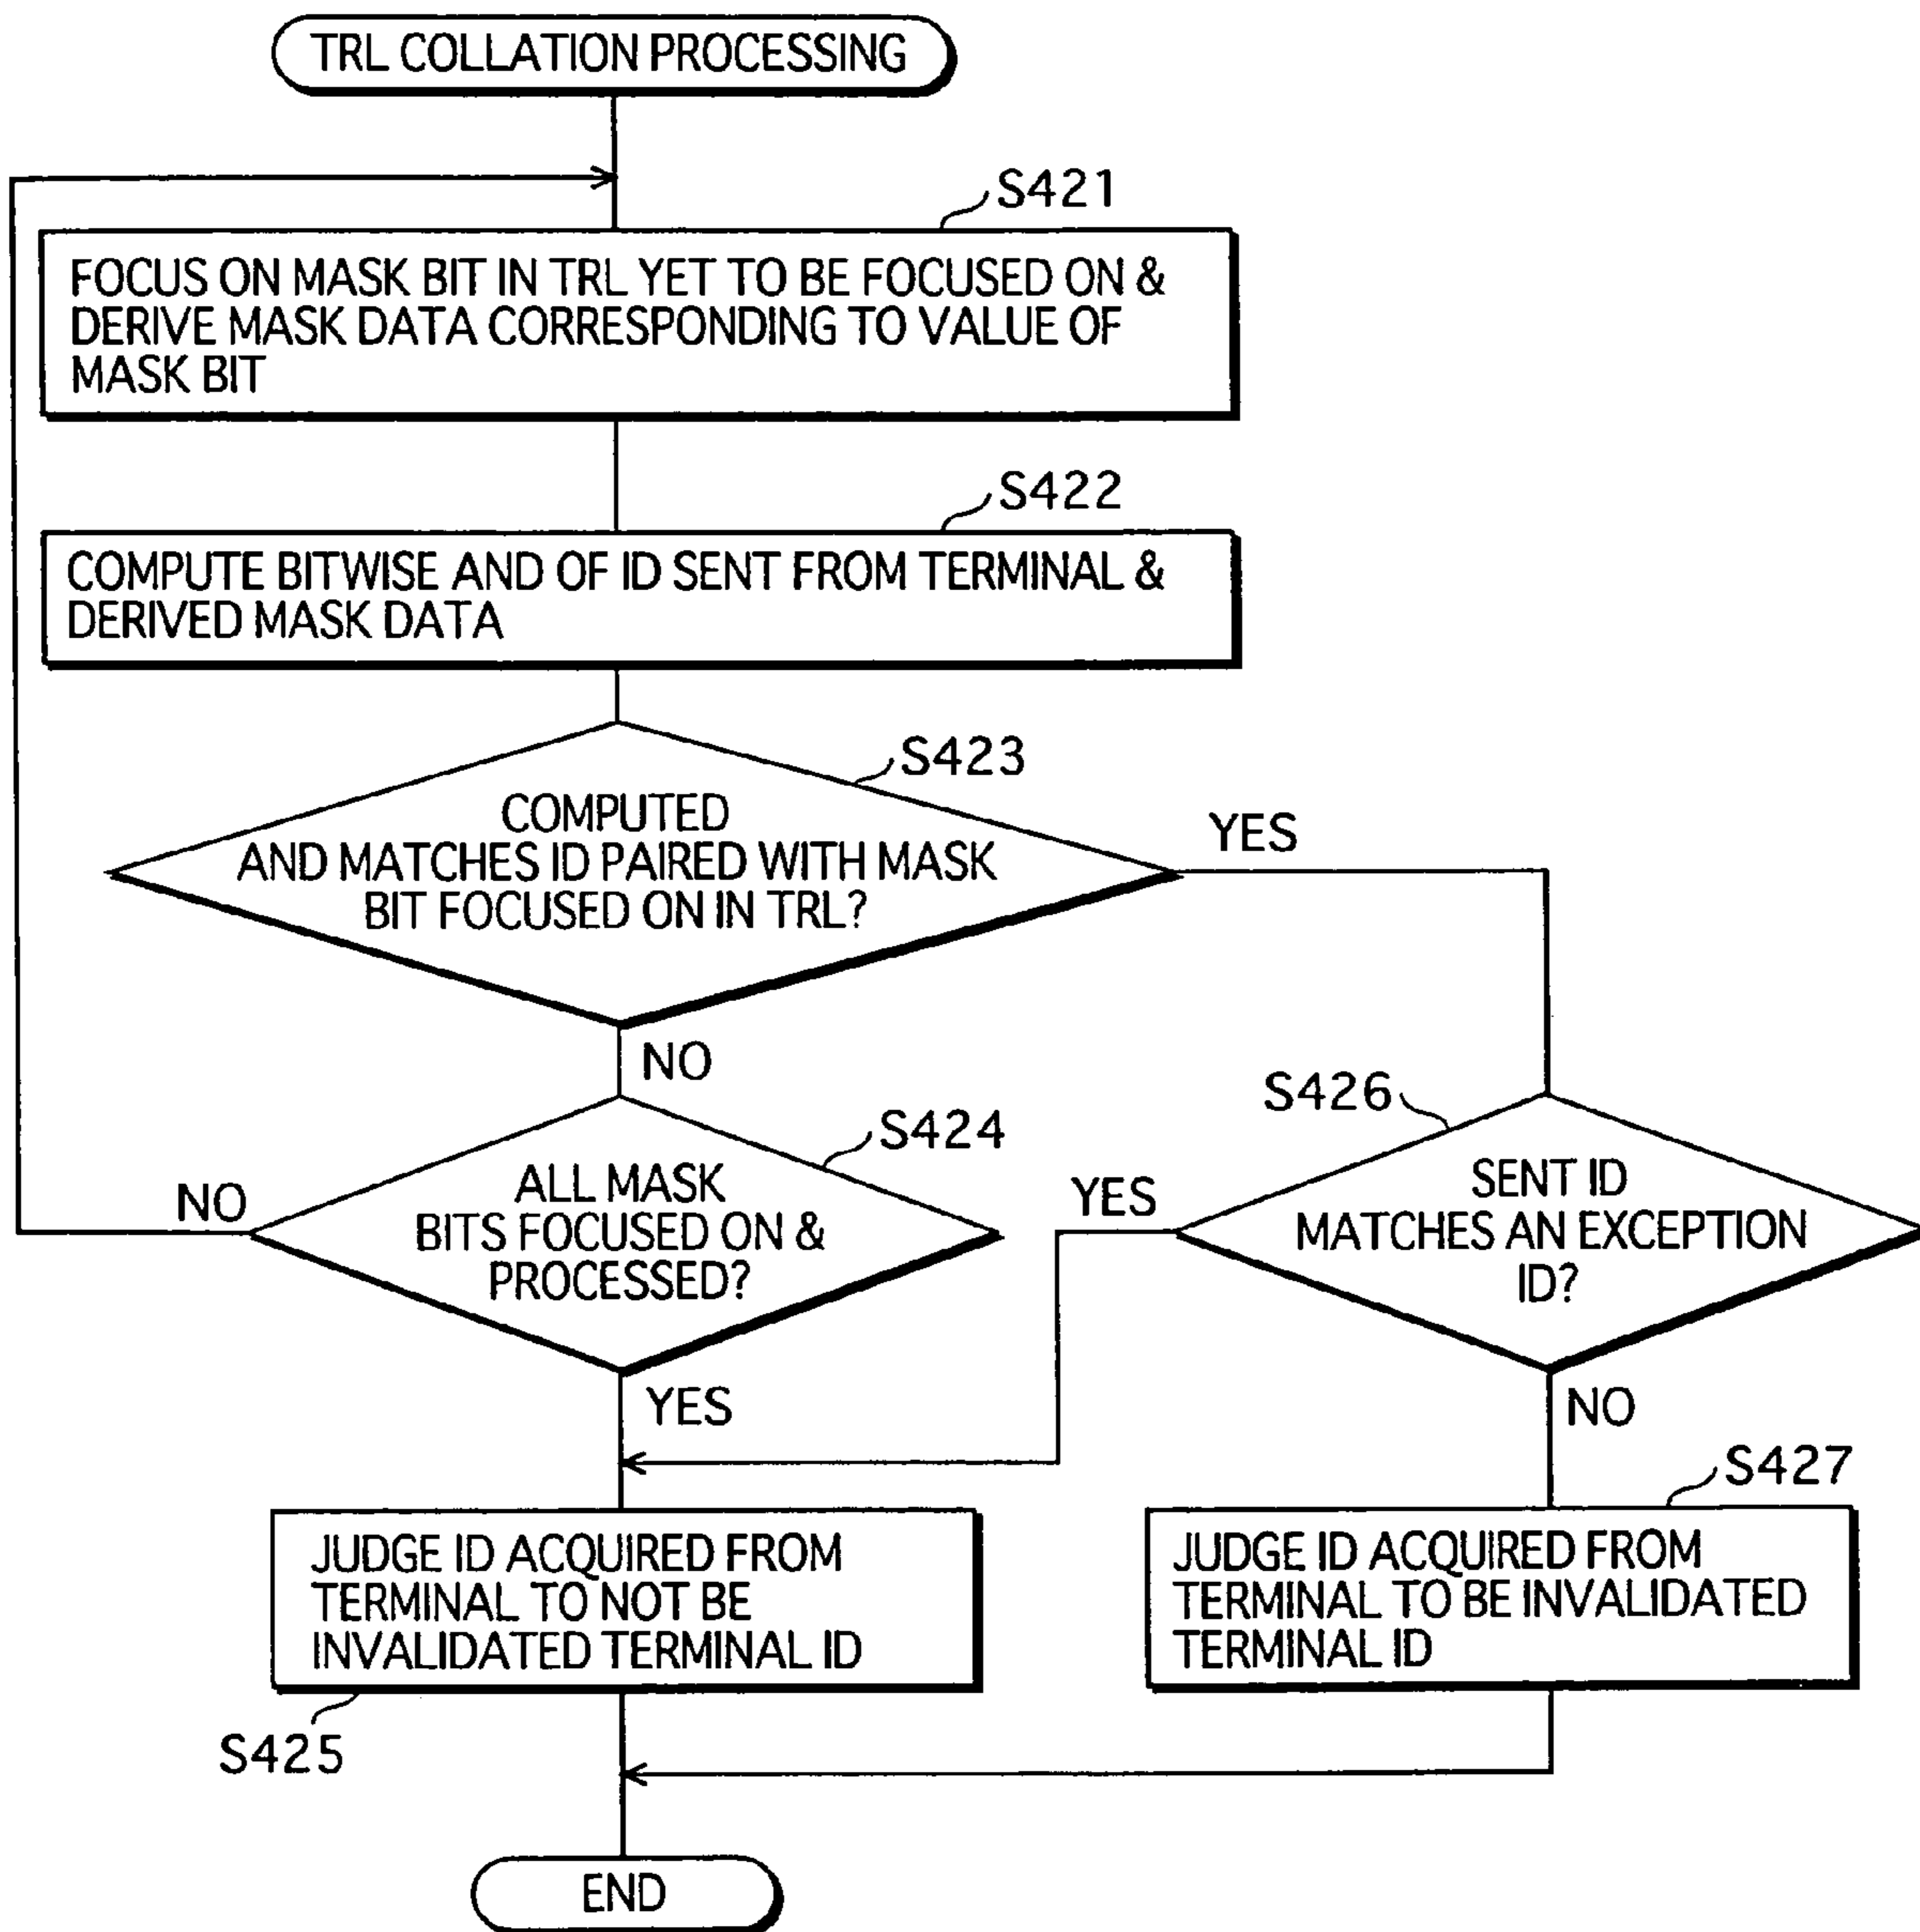 TRL COLLATION PROCESSING
S421
FOCUS ON MASK BIT IN TRL YET TO BE FOCUSED ON &
DERIVE MASK DATA CORRESPONDING TO VALUE OF
MASK BIT
S422
COMPUTE BITWISE AND OF ID SENT FROM TERMINAL &
DERIVED MASK DATA
S423
COMPUTED
AND MATCHES ID PAIRED WITH MASK
BIT FOCUSED ON IN TRL?
YES
NO
S424
ALL MASK
BITS FOCUSED ON &
PROCESSED?
NO
YES
S426
SENT ID
MATCHES AN EXCEPTION
ID?
YES
NO
JUDGE ID ACQUIRED FROM
TERMINAL TO NOT BE
INVALIDATED TERMINAL ID
S425
S427
JUDGE ID ACQUIRED FROM
TERMINAL TO BE INVALIDATED
TERMINAL ID
END